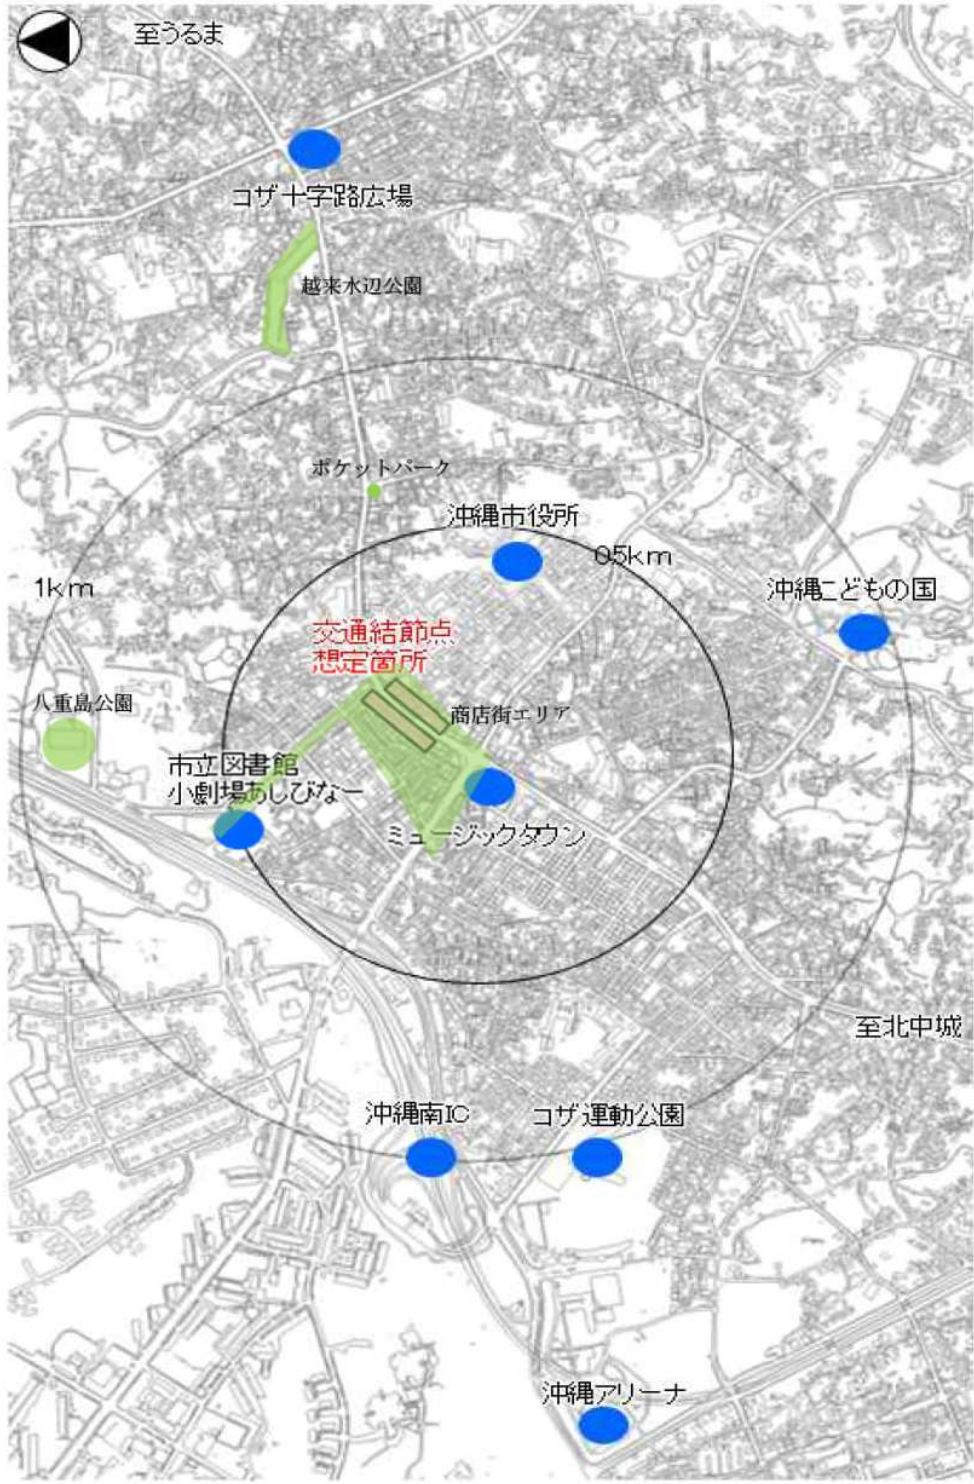 至うるま
コザ十字路広場
越来水辺公園
ポケットパーク
沖縄市役所
0.5km
1km
沖縄こどもの国
交通結節点
想定箇所
八重島公園
商店街エリア
市立図書館
小劇場あしびなー
ミュージックタウン
至北中城
沖縄南IC
コザ運動公園
沖縄アリーナ